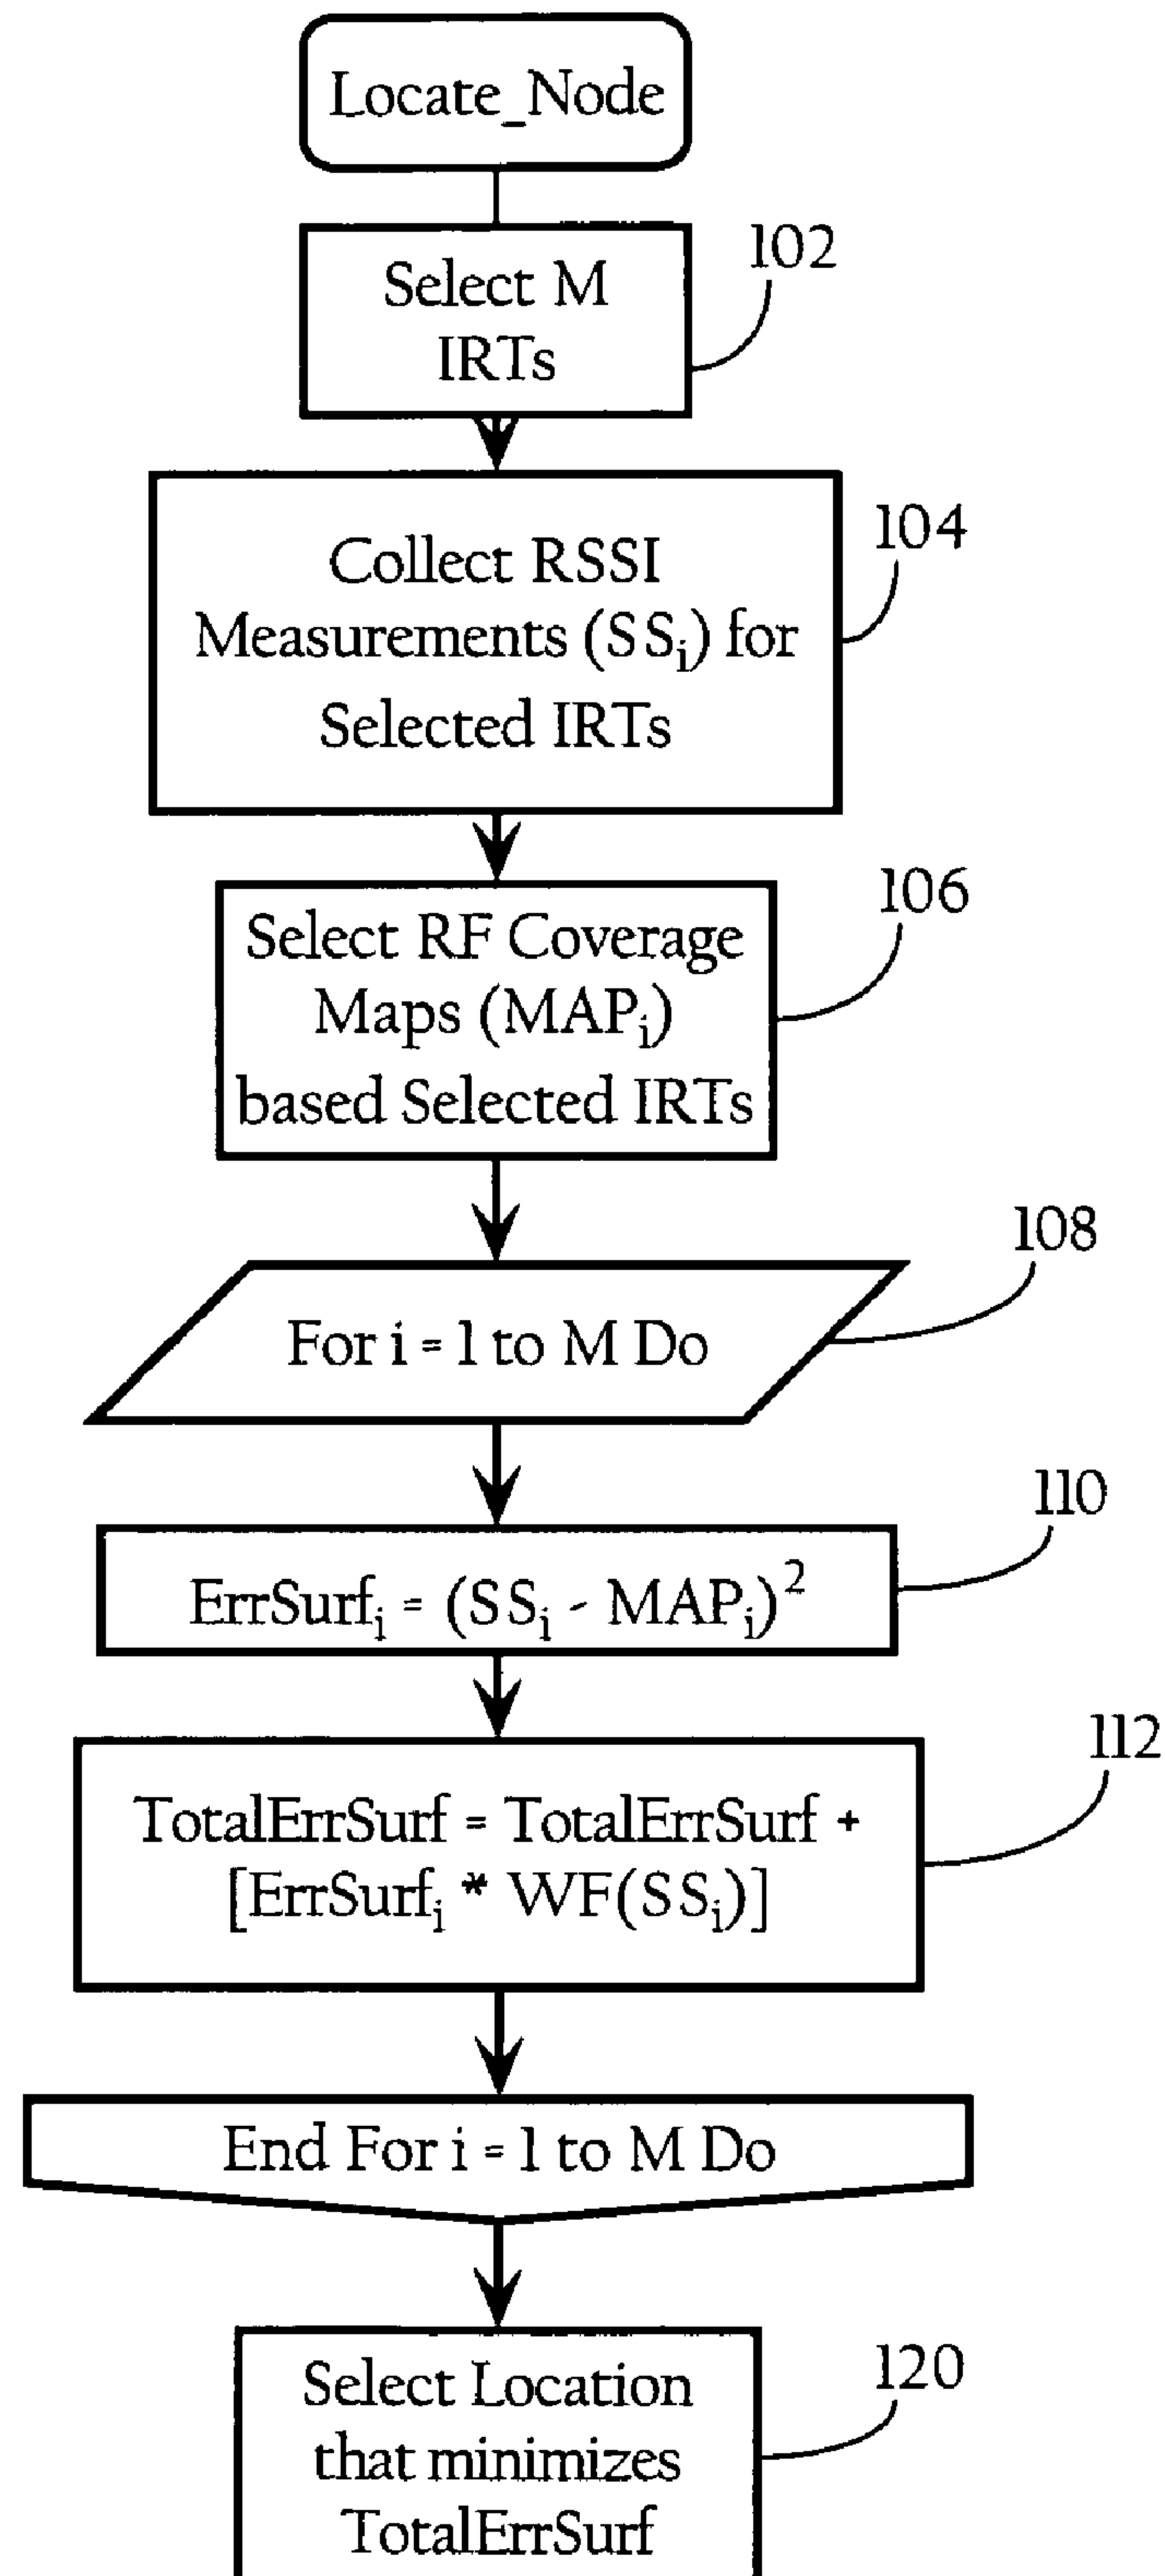 Locate_Node
Select M
IRTs
102
Collect RSSI
Measurements (SSi) for
Selected IRTs
104
Select RF Coverage
Maps (MAPi)
based Selected IRTs
106
For i = 1 to M Do
108
ErrSurfi = (SSi - MAPi)²
110
TotalErrSurf = TotalErrSurf +
[ErrSurfi * WF(SSi)]
112
End For i = 1 to M Do
Select Location
that minimizes
TotalErrSurf
120